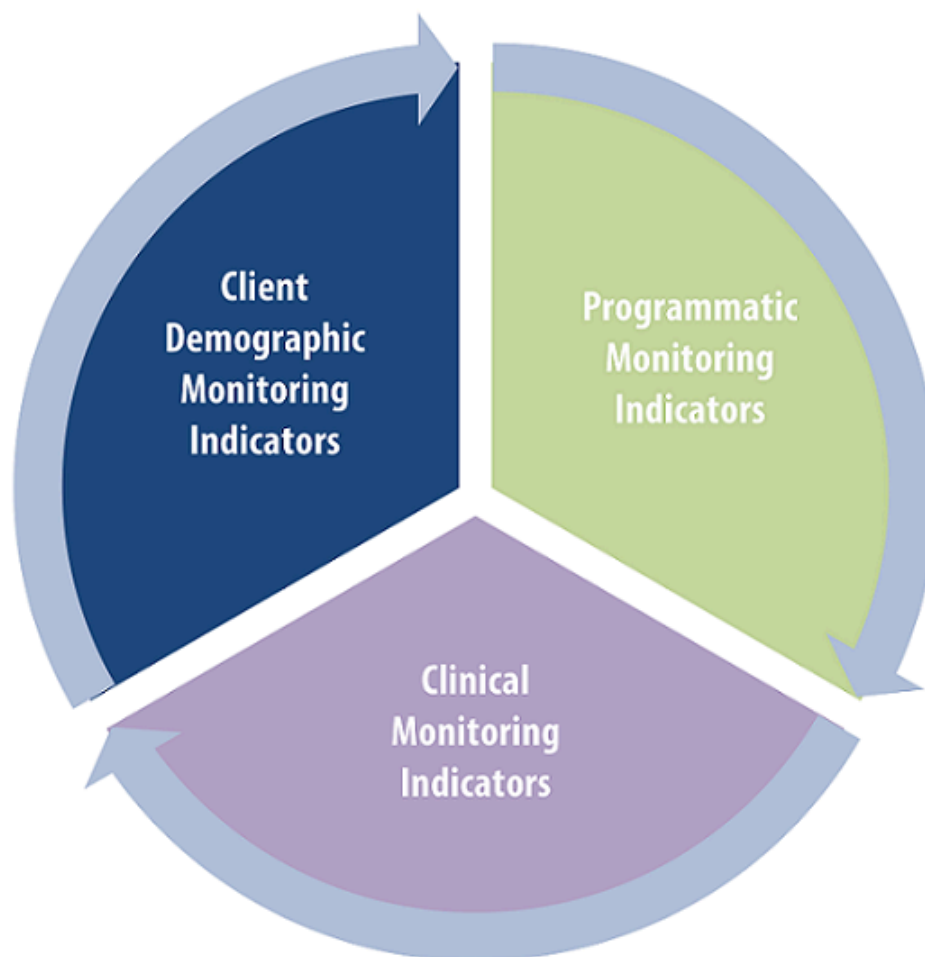 Client
Demographic
Monitoring
Indicators
Programmatic
Monitoring
Indicators
Clinical
Monitoring
Indicators